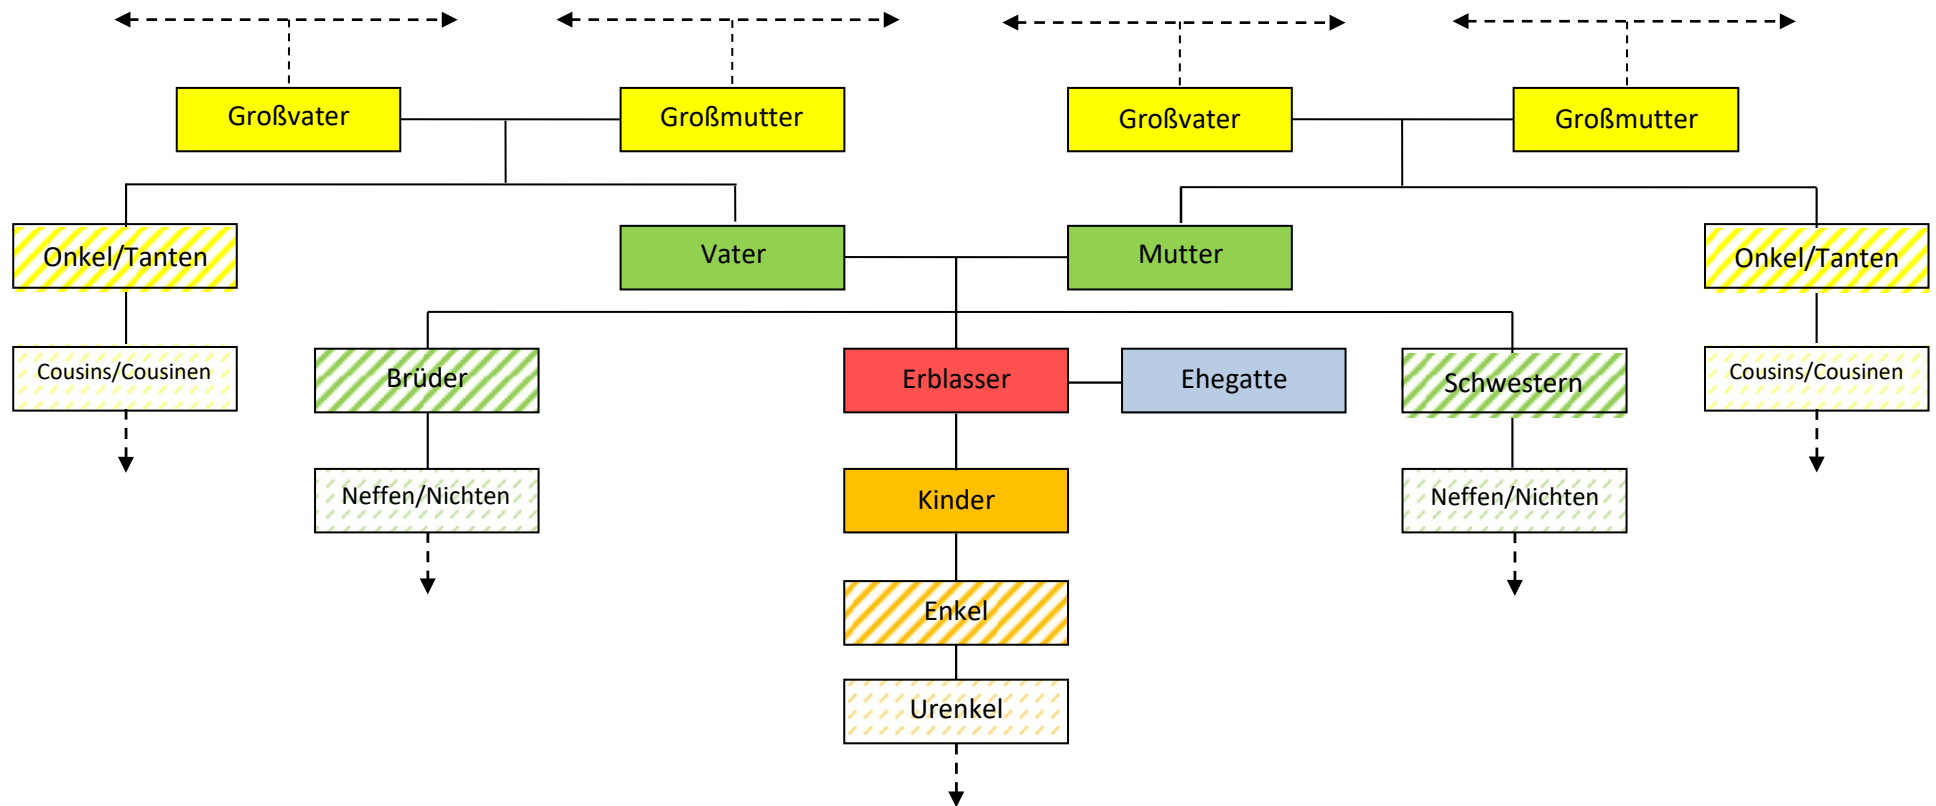 Großvater
Großmutter
Großvater
Großmutter
Onkel/Tanten
Vater
Mutter
Onkel/Tanten
Cousins/Cousinen
Brüder
Erblasser
Ehegatte
Schwestern
Cousins/Cousinen
Neffen/Nichten
Kinder
Neffen/Nichten
Enkel
Urenkel